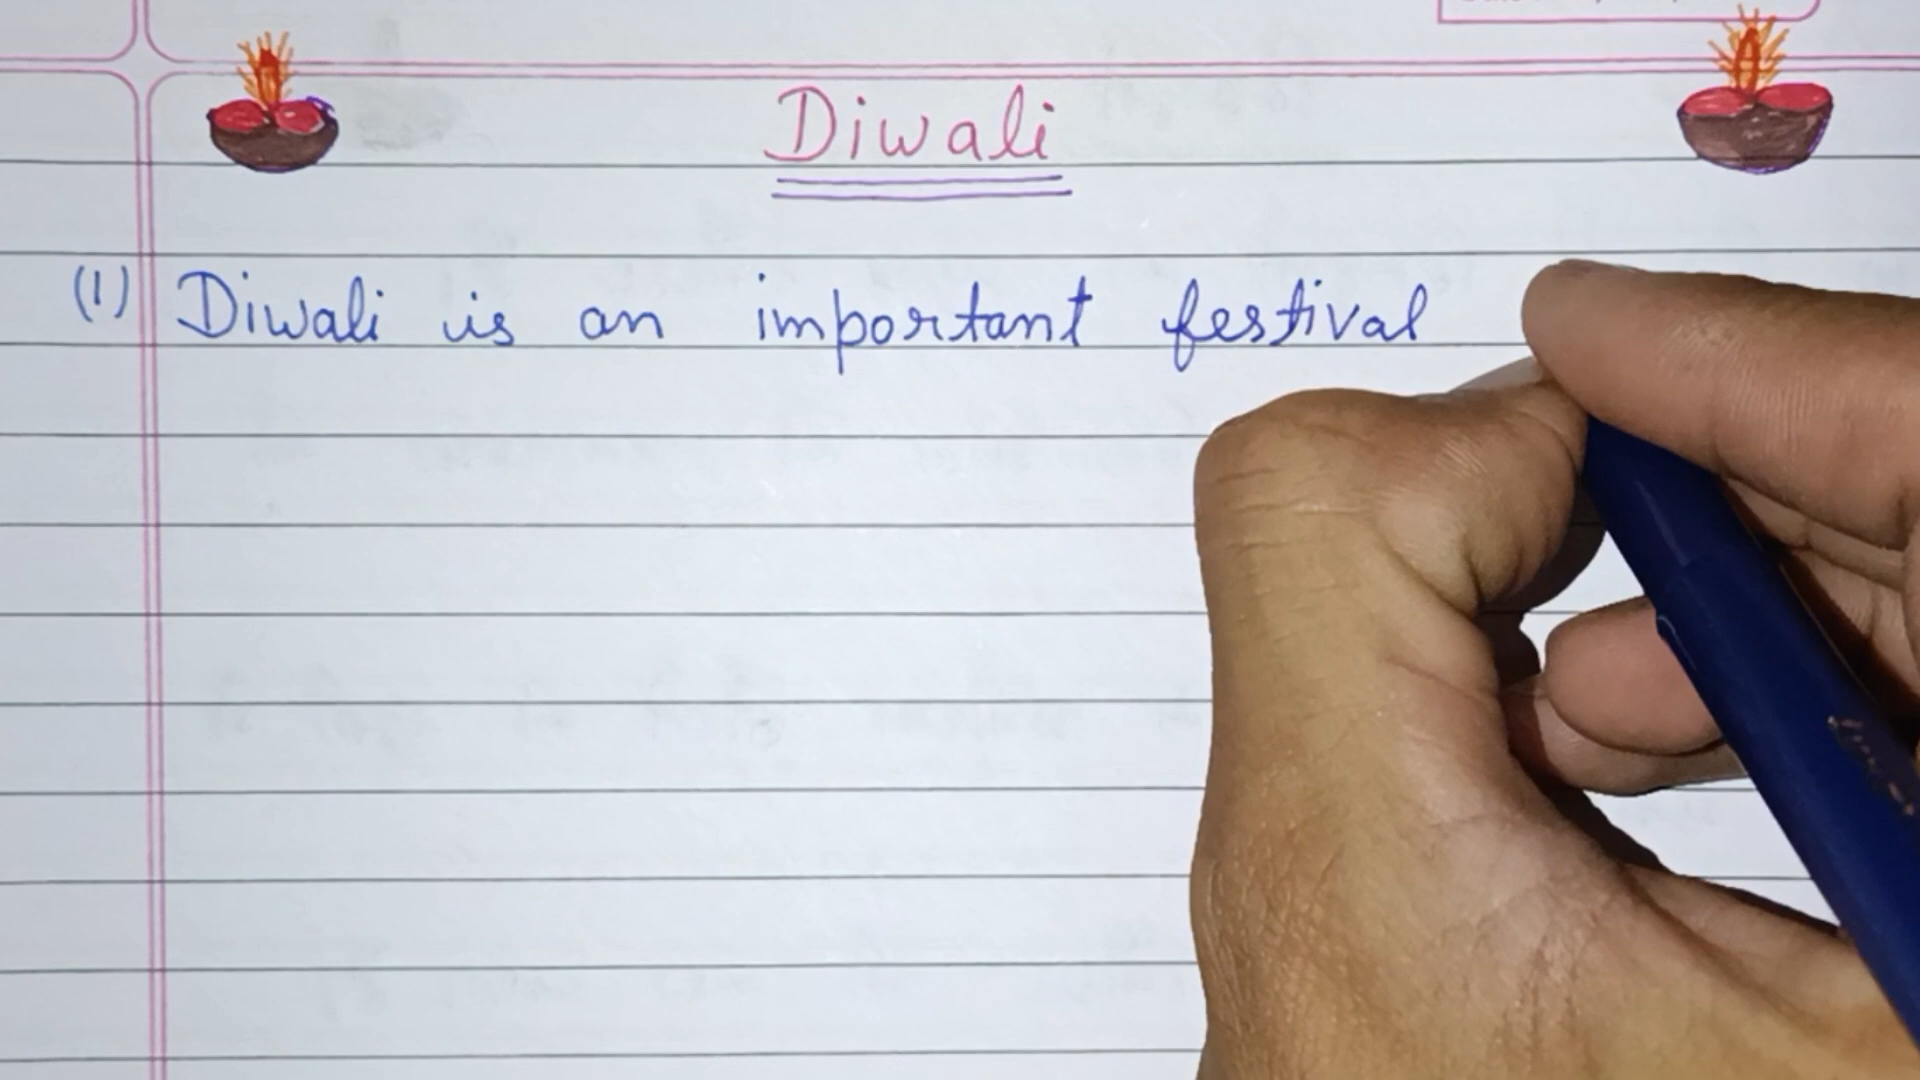 Diwali
(1) Diwali is an important festival